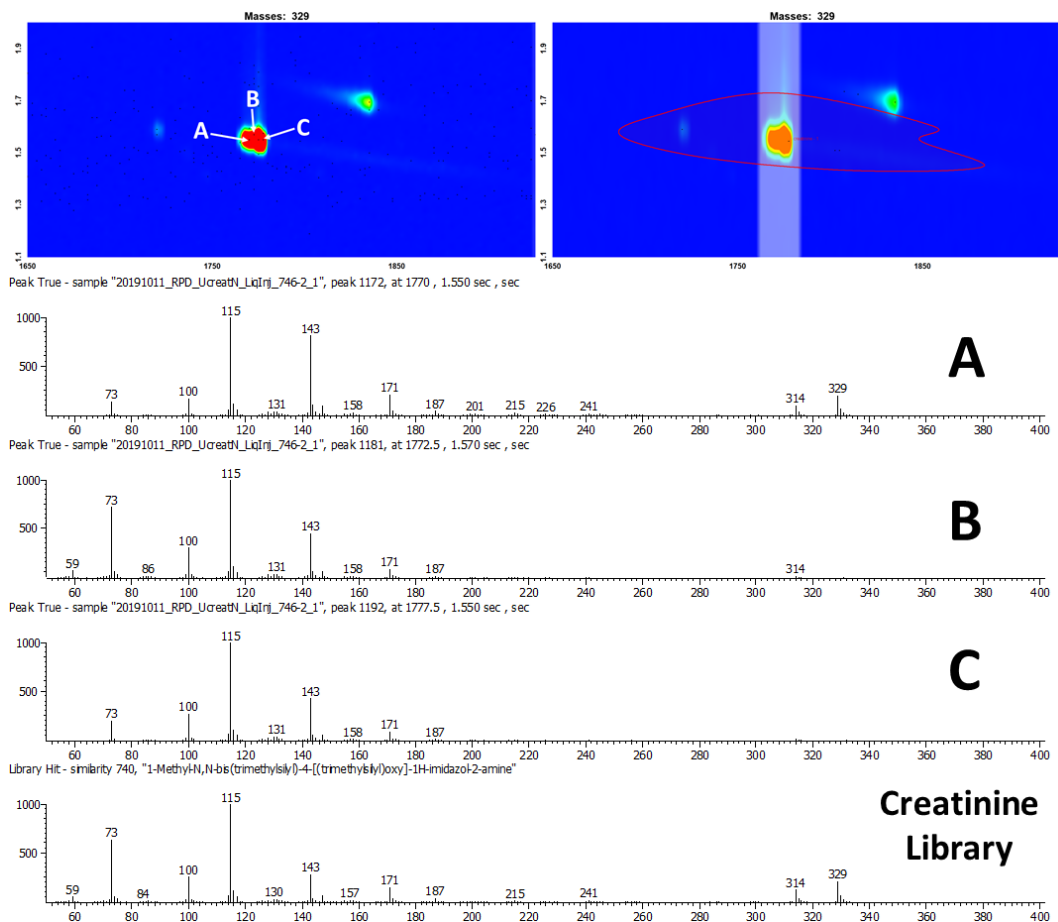 Masses: 329
Masses: 329
1.9
1.7
1.5
1.3
1.1
A
B
C
1650
1750
1850
1.9
1.7
1.5
1.3
1.1
1650
1750
1850
Peak True - sample "20191011_RPD_UcreatN_LiqInj_746-2_1", peak 1172, at 1770 , 1.550 sec , sec
1000
500
73 100 115 131 143 158 171 187 201 215 226 241 314 329
A
60 80 100 120 140 160 180 200 220 240 260 280 300 320 340 360 380 400
Peak True - sample "20191011_RPD_UcreatN_LiqInj_746-2_1", peak 1181, at 1772.5 , 1.570 sec , sec
1000
500
59 73 86 100 115 131 143 158 171 187 314
B
60 80 100 120 140 160 180 200 220 240 260 280 300 320 340 360 380 400
Peak True - sample "20191011_RPD_UcreatN_LiqInj_746-2_1", peak 1192, at 1777.5 , 1.550 sec , sec
1000
500
73 100 115 131 143 158 171 187
C
60 80 100 120 140 160 180 200 220 240 260 280 300 320 340 360 380 400
Library Hit - similarity 740, "1-Methyl-N,N-bis(trimethylsilyl)-4-[(trimethylsilyl)oxy]-1H-imidazol-2-amine"
1000
500
59 73 84 100 115 130 143 157 171 187 215 241 314 329
Creatinine
Library
60 80 100 120 140 160 180 200 220 240 260 280 300 320 340 360 380 400